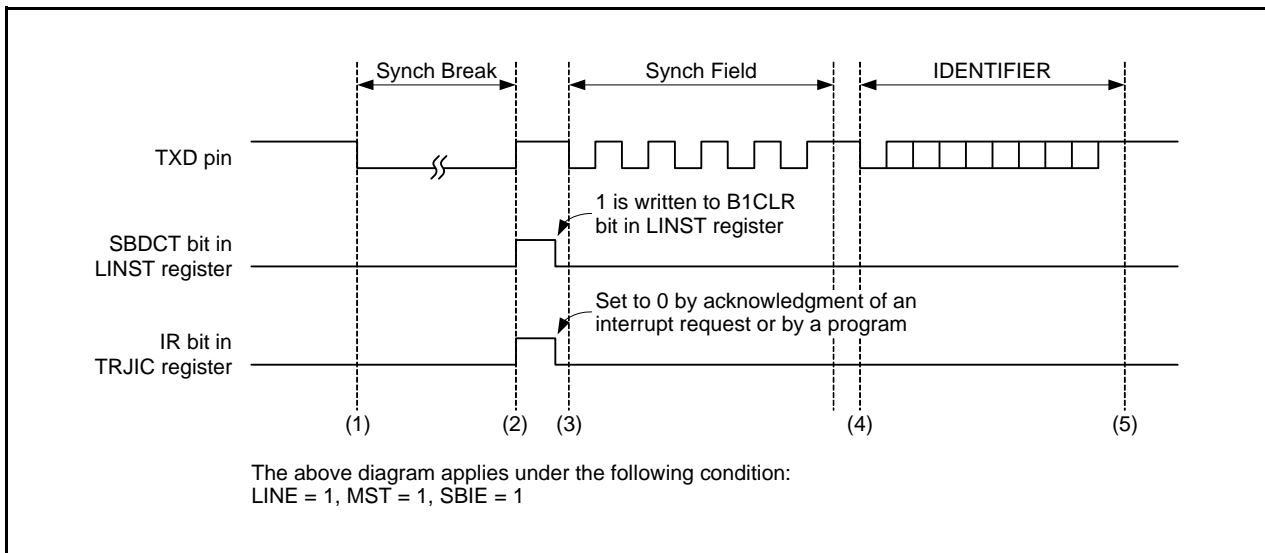 Synch Break
Synch Field
IDENTIFIER
TXD pin
1 is written to B1CLR
bit in LINST register
SBDCT bit in
LINST register
Set to 0 by acknowledgment of an
interrupt request or by a program
IR bit in
TRJIC register
(1)
(2)
(3)
(4)
(5)
The above diagram applies under the following condition:
LINE = 1, MST = 1, SBIE = 1